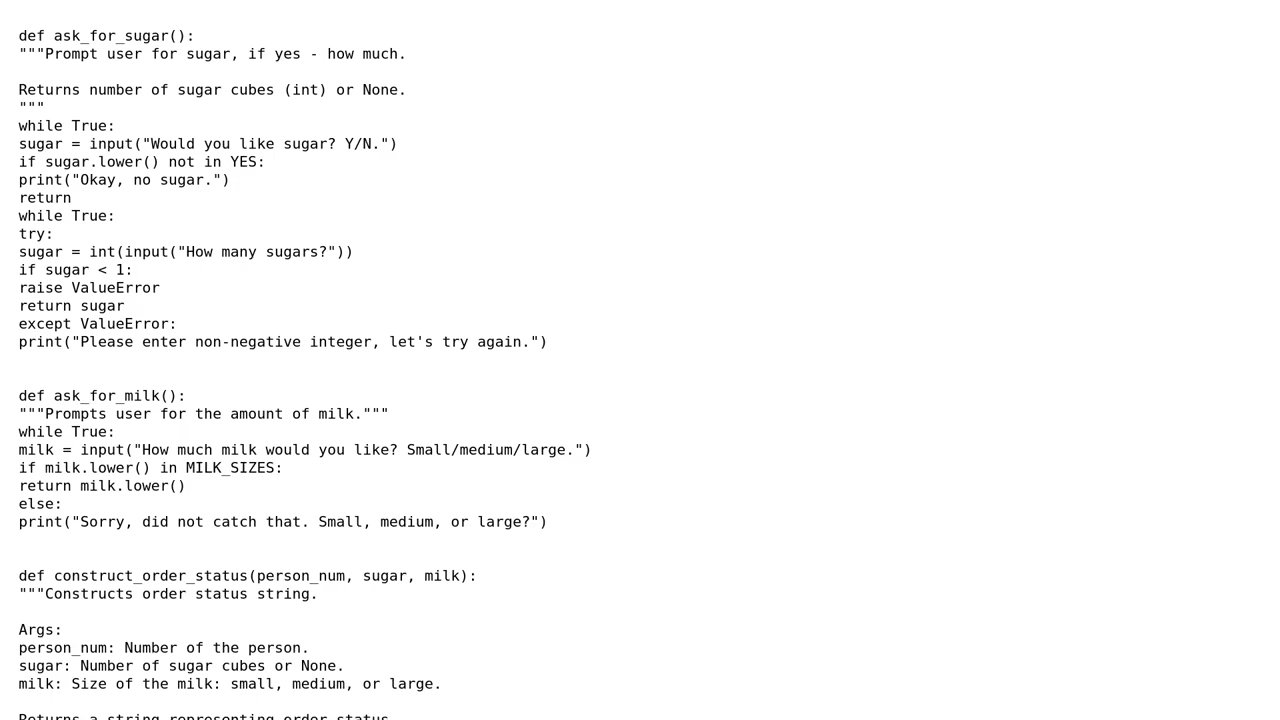 def ask_for_sugar():
"""Prompt user for sugar, if yes - how much.
Returns number of sugar cubes (int) or None.
"""
while True:
sugar = input("Would you like sugar? Y/N.")
if sugar.lower() not in YES:
print("Okay, no sugar.")
return
while True:
try:
sugar = int(input("How many sugars?"))
if sugar < 1:
raise ValueError
return sugar
except ValueError:
print("Please enter non-negative integer, let's try again.")
def ask_for_milk():
"""Prompts user for the amount of milk."""
while True:
milk = input("How much milk would you like? Small/medium/large.")
if milk.lower() in MILK_SIZES:
return milk.lower()
else:
print("Sorry, did not catch that. Small, medium, or large?")
def construct_order_status(person_num, sugar, milk):
"""Constructs order status string.
Args:
person_num: Number of the person.
sugar: Number of sugar cubes or None.
milk: Size of the milk: small, medium, or large.
Returns a string representing order status.